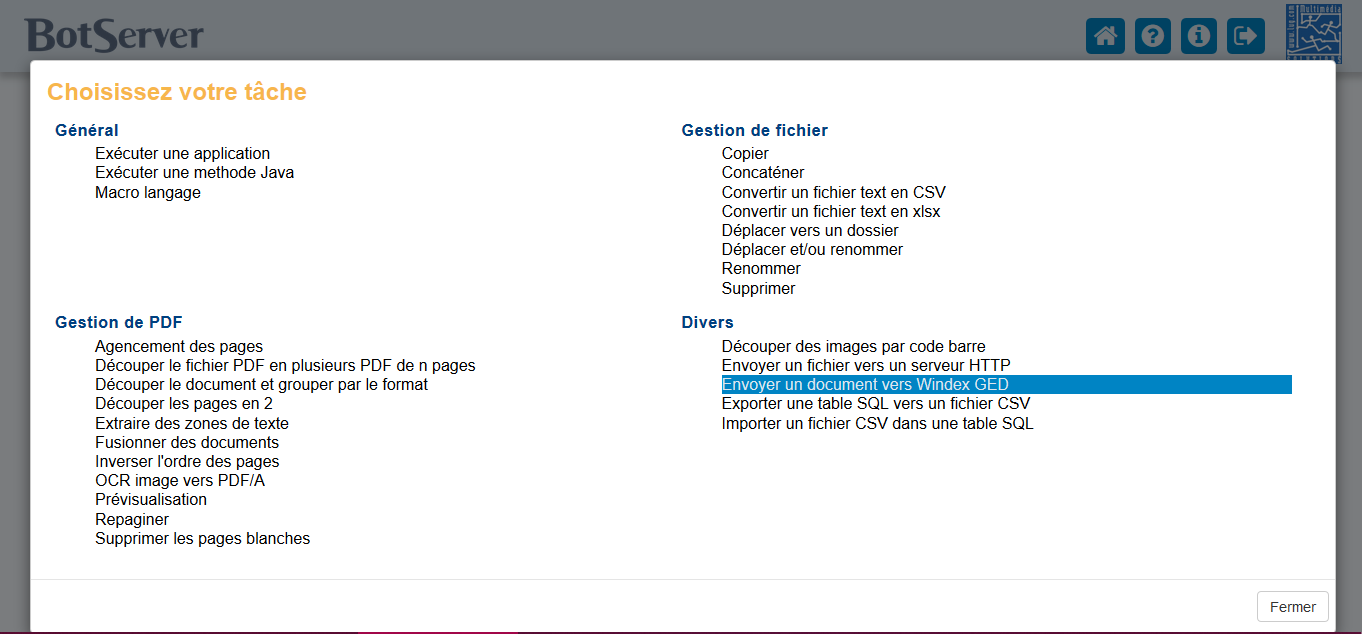 BotServer
Choisissez votre tâche
Général
Exécuter une application
Exécuter une methode Java
Macro langage
Gestion de fichier
Copier
Concaténer
Convertir un fichier text en CSV
Convertir un fichier text en xlsx
Déplacer vers un dossier
Déplacer et/ou renommer
Renommer
Supprimer
Gestion de PDF
Agencement des pages
Découper le fichier PDF en plusieurs PDF de n pages
Découper le document et grouper par le format
Découper les pages en 2
Extraire des zones de texte
Fusionner des documents
Inverser l'ordre des pages
OCR image vers PDF/A
Prévisualisation
Repaginer
Supprimer les pages blanches
Divers
Découper des images par code barre
Envoyer un fichier vers un serveur HTTP
Envoyer un document vers Windex GED
Exporter une table SQL vers un fichier CSV
Importer un fichier CSV dans une table SQL
Fermer